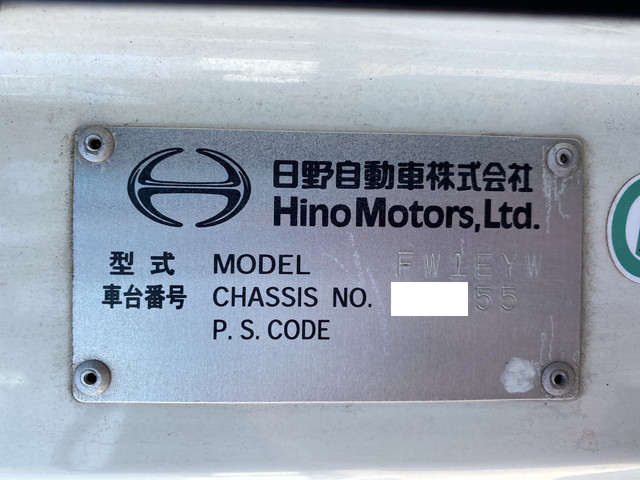 日野自動車株式会社
Hino Motors, Ltd.
型式 MODEL FW1EYW
車台番号 CHASSIS NO. 55
P. S. CODE